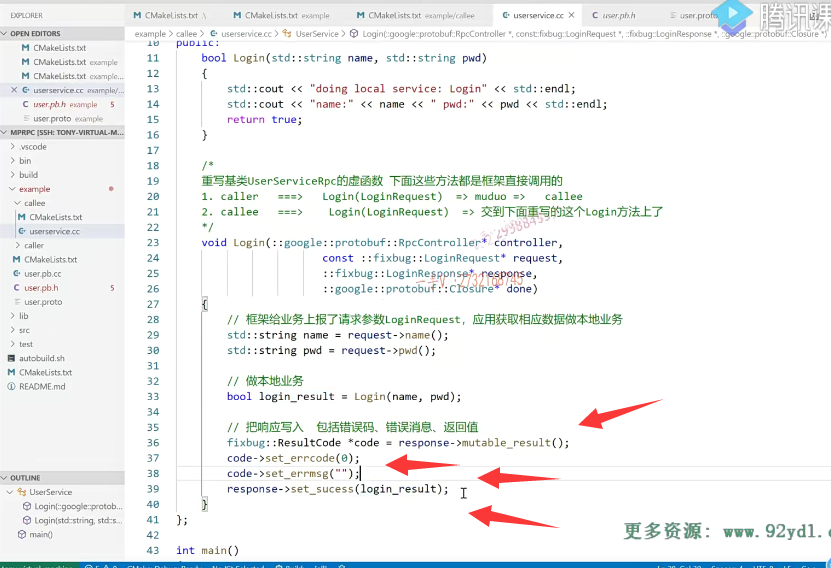 EXPLORER
M CMakeLists.txt .\
M CMakeLists.txt example
M CMakeLists.txt example/callee
userservice.cc ×
C user.pb.h
user.proto
腾讯课
OPEN EDITORS
example > callee > userservice.cc > UserService > Login(::google::protobuf::RpcController *, const::fixbug::LoginRequest *, ::fixbug::LoginResponse *, ::google::protobuf::Closure *)
M CMakeLists.txt
M CMakeLists.txt example
M CMakeLists.txt example...
× userservice.cc example/...
C user.pb.h example 5
user.proto example
MPRPC [SSH: TONY-VIRTUAL-M...
> .vscode
> bin
> build
example
callee
M CMakeLists.txt
userservice.cc
> caller
M CMakeLists.txt
user.pb.cc
C user.pb.h 5
user.proto
> lib
> src
> test
autobuild.sh
M CMakeLists.txt
README.md
OUTLINE
UserService
Login(::google::protob...
Login(std::string, std::s...
main()
10 public:
11 bool Login(std::string name, std::string pwd)
12 {
13 std::cout << "doing local service: Login" << std::endl;
14 std::cout << "name:" << name << " pwd:" << pwd << std::endl;
15 return true;
16 }
17
18 /*
19 重写基类UserServiceRpc的虚函数 下面这些方法都是框架直接调用的
20 1. caller ===> Login(LoginRequest) => muduo => callee
21 2. callee ===> Login(LoginRequest) => 交到下面重写的这个Login方法上了
22 */
23 void Login(::google::protobuf::RpcController* controller,
24 const ::fixbug::LoginRequest* request,
25 ::fixbug::LoginResponse* response,
26 ::google::protobuf::Closure* done)
27 {
28 // 框架给业务上报了请求参数LoginRequest，应用获取相应数据做本地业务
29 std::string name = request->name();
30 std::string pwd = request->pwd();
31
32 // 做本地业务
33 bool login_result = Login(name, pwd);
34
35 // 把响应写入 包括错误码、错误消息、返回值
36 fixbug::ResultCode *code = response->mutable_result();
37 code->set_errcode(0);
38 code->set_errmsg("");
39 response->set_sucess(login_result);
40 }
41 };
42
43 int main()
更多资源: www.92ydl.c